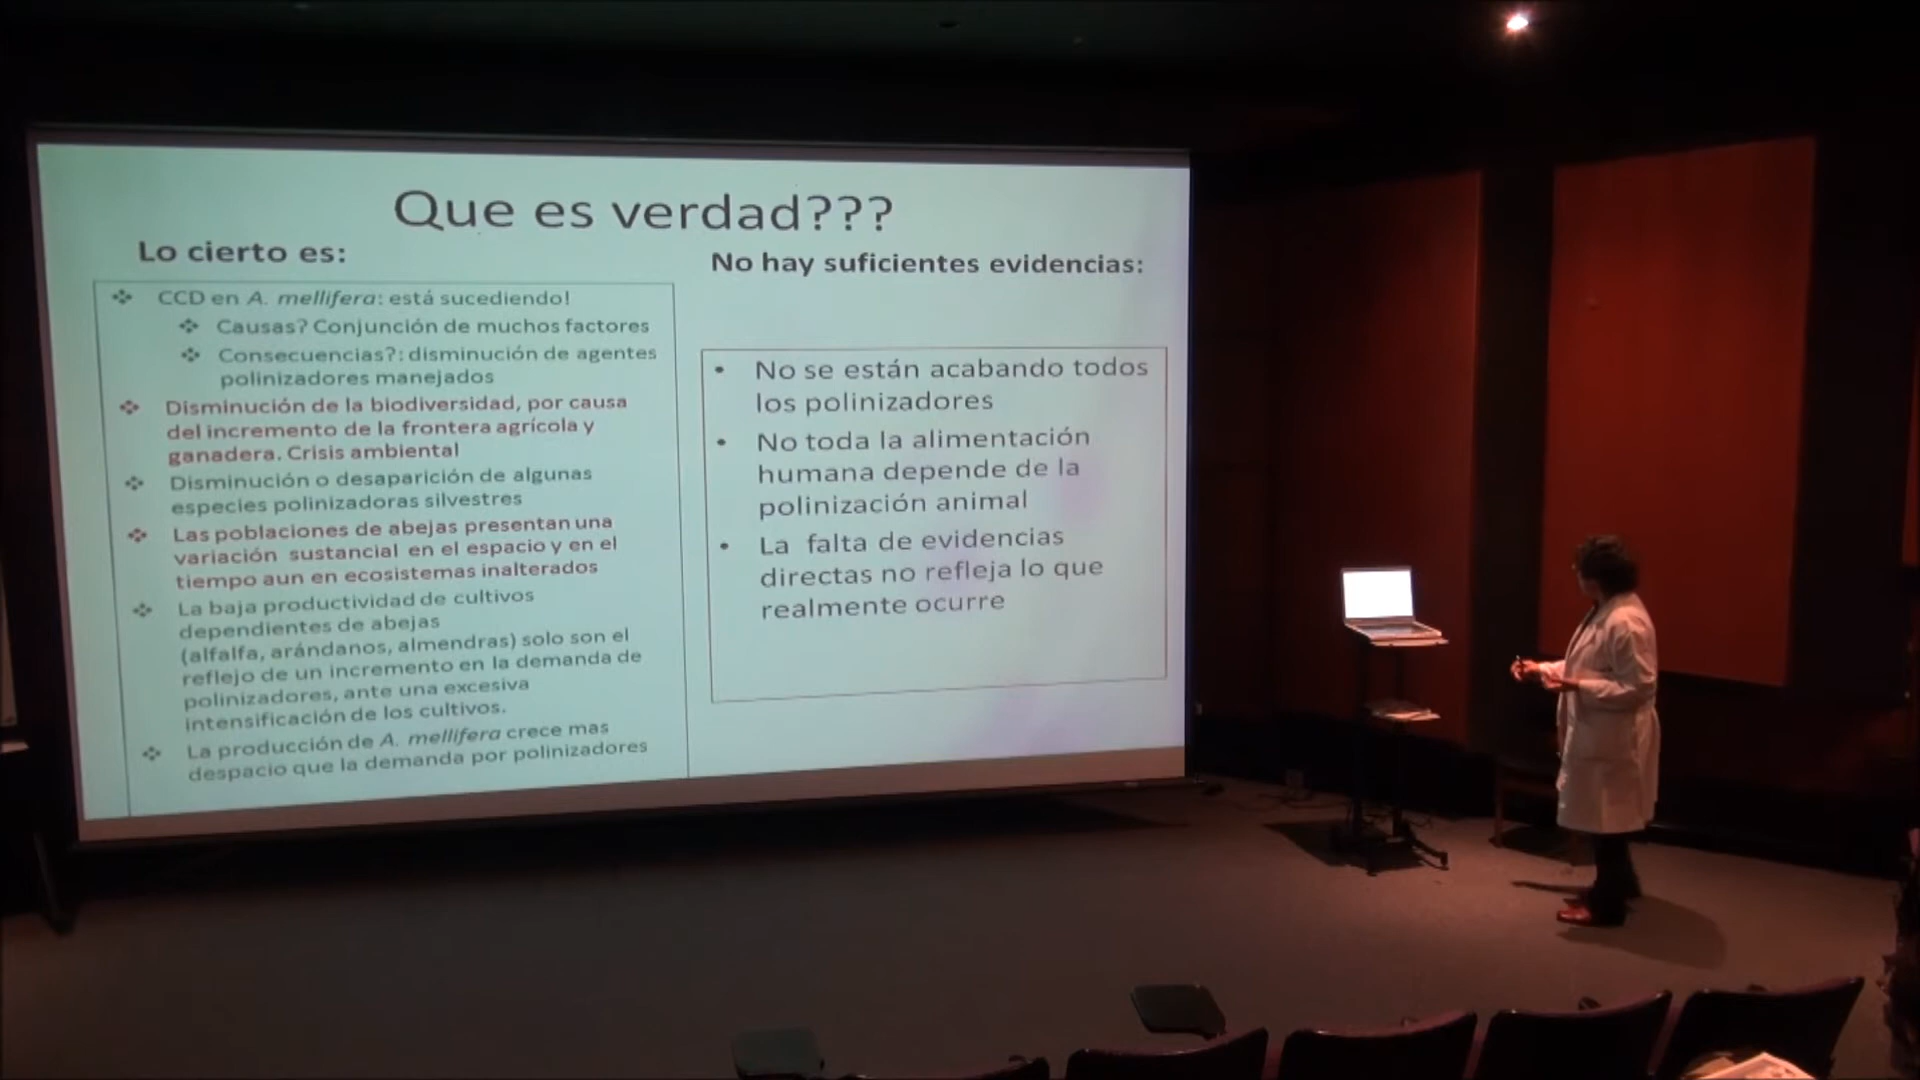 Que es verdad???
Lo cierto es:
CCD en A. mellifera: está sucediendo!
Causas? Conjunción de muchos factores
Consecuencias?: disminución de agentes
polinizadores manejados
Disminución de la biodiversidad, por causa
del incremento de la frontera agrícola y
ganadera. Crisis ambiental
Disminución o desaparición de algunas
especies polinizadoras silvestres
Las poblaciones de abejas presentan una
variación sustancial en el espacio y en el
tiempo aun en ecosistemas inalterados
La baja productividad de cultivos
dependientes de abejas
(alfalfa, arándanos, almendras) solo son el
reflejo de un incremento en la demanda de
polinizadores, ante una excesiva
intensificación de los cultivos.
La producción de A. mellifera crece mas
despacio que la demanda por polinizadores
No hay suficientes evidencias:
No se están acabando todos
los polinizadores
No toda la alimentación
humana depende de la
polinización animal
La falta de evidencias
directas no refleja lo que
realmente ocurre